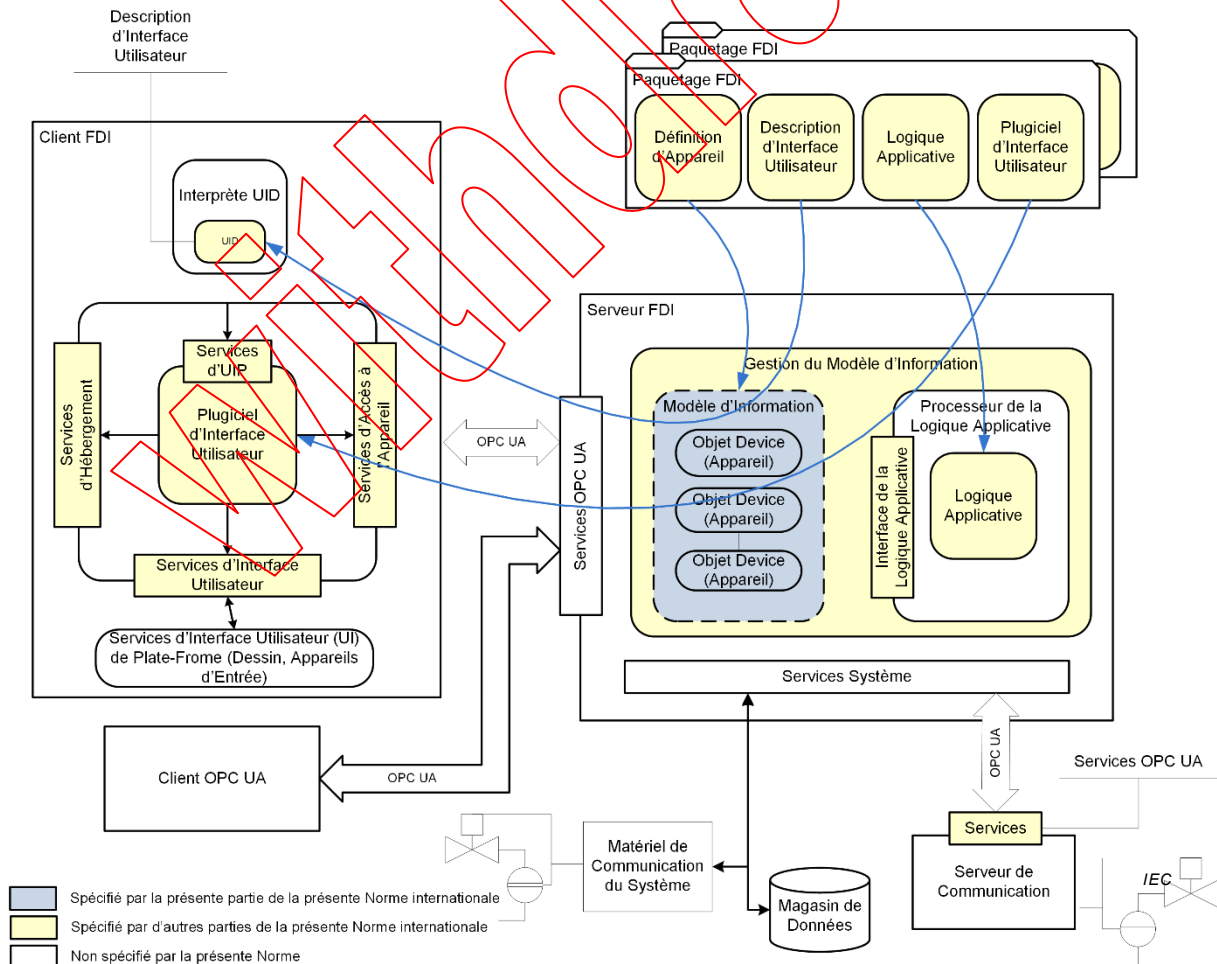 Description
d'Interface
Utilisateur
Paquetage FDI
Paquetage FDI
Définition
d'Appareil
Description
d'Interface
Utilisateur
Logique
Applicative
Plugiciel
d'Interface
Utilisateur
Client FDI
Interprète UID
UID
Services
d'UIP
Plugiciel
d'Interface
Utilisateur
Services
d'Hébergement
Services d'Accès à
l'Appareil
Services d'Interface
Utilisateur
Services d'Interface Utilisateur (UI)
de Plate-Frome (Dessin, Appareils
d'Entrée)
OPC UA
Serveur FDI
Services OPC UA
Gestion du Modèle d'Information
Modèle d'Information
Objet Device
(Appareil)
Objet Device
(Appareil)
Objet Device
(Appareil)
Processeur de la
Logique Applicative
Interface de la
Logique Applicative
Logique
Applicative
Services Système
Client OPC UA
OPC UA
OPC UA
Services OPC UA
Services
Serveur de
Communication
IEC
Matériel de
Communication
du Système
Magasin de
Données
Spécifié par la présente partie de la présente Norme internationale
Spécifié par d'autres parties de la présente Norme internationale
Non spécifié par la présente Norme